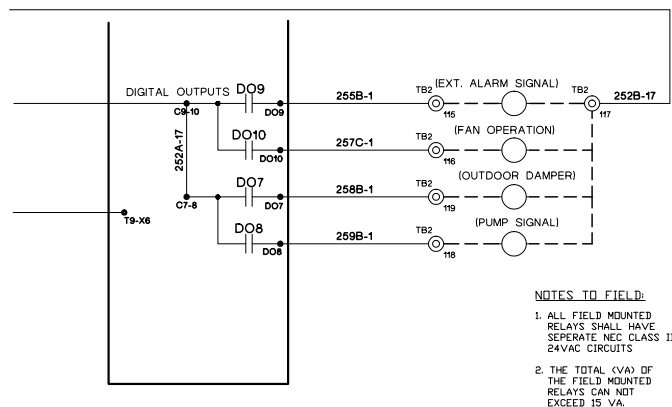 DIGITAL OUTPUTS
DO9
C9-10
DO9
255B-1
TB2
115
(EXT. ALARM SIGNAL)
TB2
117
252B-17
252A-17
DO10
DO10
257C-1
TB2
116
(FAN OPERATION)
C7-8
DO7
DO7
258B-1
TB2
119
(OUTDOOR DAMPER)
T9-X6
DO8
DO8
259B-1
TB2
118
(PUMP SIGNAL)
NOTES TO FIELD:
1. ALL FIELD MOUNTED
RELAYS SHALL HAVE
SEPERATE NEC CLASS II
24VAC CIRCUITS
2. THE TOTAL (VA) OF
THE FIELD MOUNTED
RELAYS CAN NOT
EXCEED 15 VA.